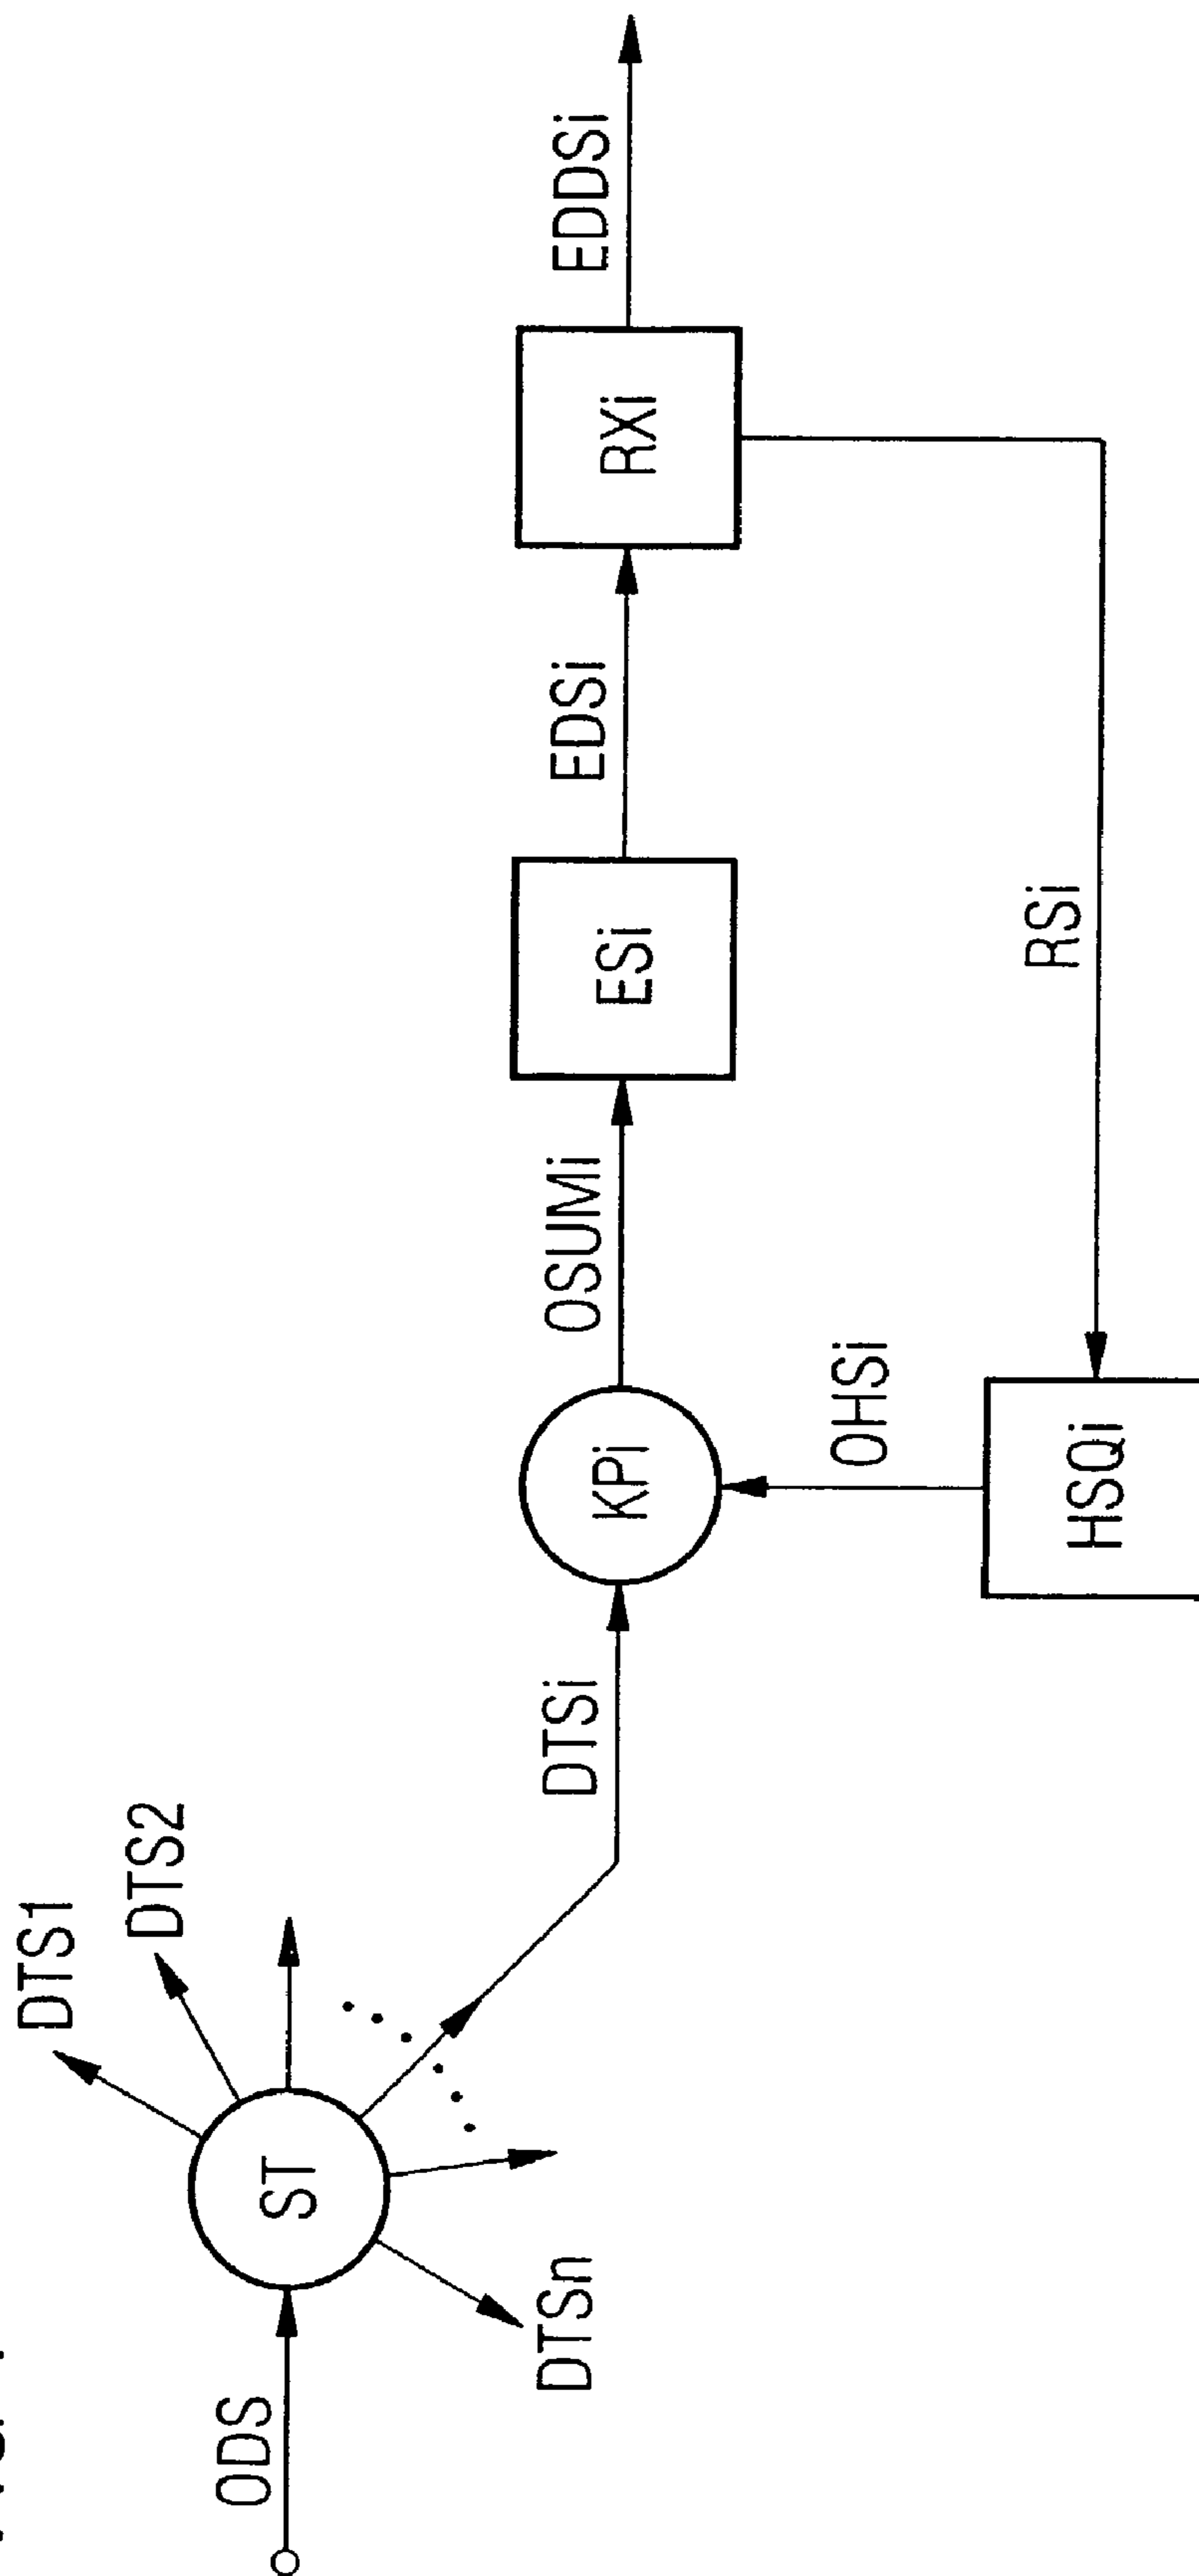 ODS
ST
DTS1
DTS2
DTSn
DTSi
KPi
OSUMi
OHSi
HSQi
ESi
EDSi
RXi
EDDSi
RSi